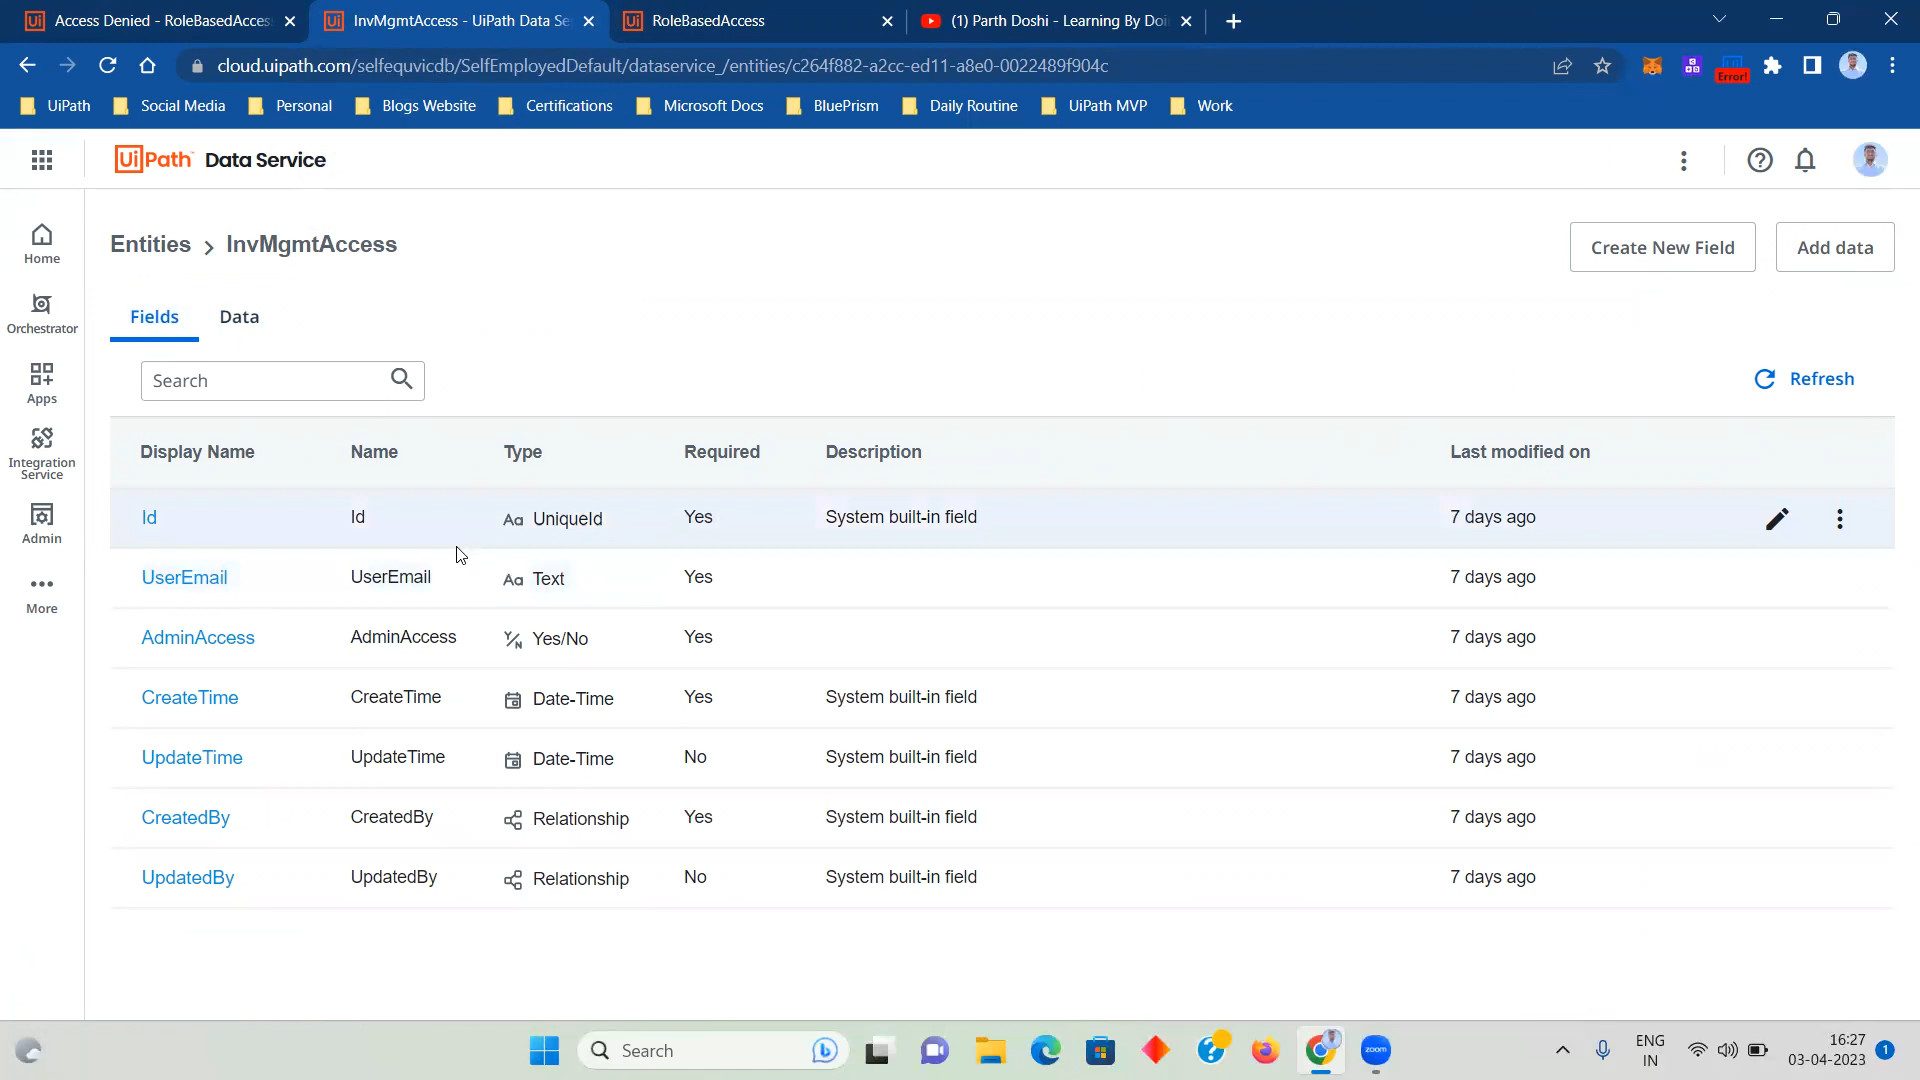 Access Denied - RoleBasedAcces
InvMgmtAccess - UiPath Data Se
RoleBasedAccess
(1) Parth Doshi - Learning By Doi
cloud.uipath.com/selfequvicdb/SelfEmployedDefault/dataservice_/entities/c264f882-a2cc-ed11-a8e0-0022489f904c
Error!
UiPath
Social Media
Personal
Blogs Website
Certifications
Microsoft Docs
BluePrism
Daily Routine
UiPath MVP
Work
UiPath Data Service
Home
Orchestrator
Apps
Integration
Service
Admin
More
Entities > InvMgmtAccess
Create New Field
Add data
Fields Data
Search
Refresh
Display Name Name Type Required Description Last modified on
Id Id Aa UniqueId Yes System built-in field 7 days ago
UserEmail UserEmail Aa Text Yes 7 days ago
AdminAccess AdminAccess Y/N Yes/No Yes 7 days ago
CreateTime CreateTime Date-Time Yes System built-in field 7 days ago
UpdateTime UpdateTime Date-Time No System built-in field 7 days ago
CreatedBy CreatedBy Relationship Yes System built-in field 7 days ago
UpdatedBy UpdatedBy Relationship No System built-in field 7 days ago
Search
zoom
ENG
IN
16:27
03-04-2023
1